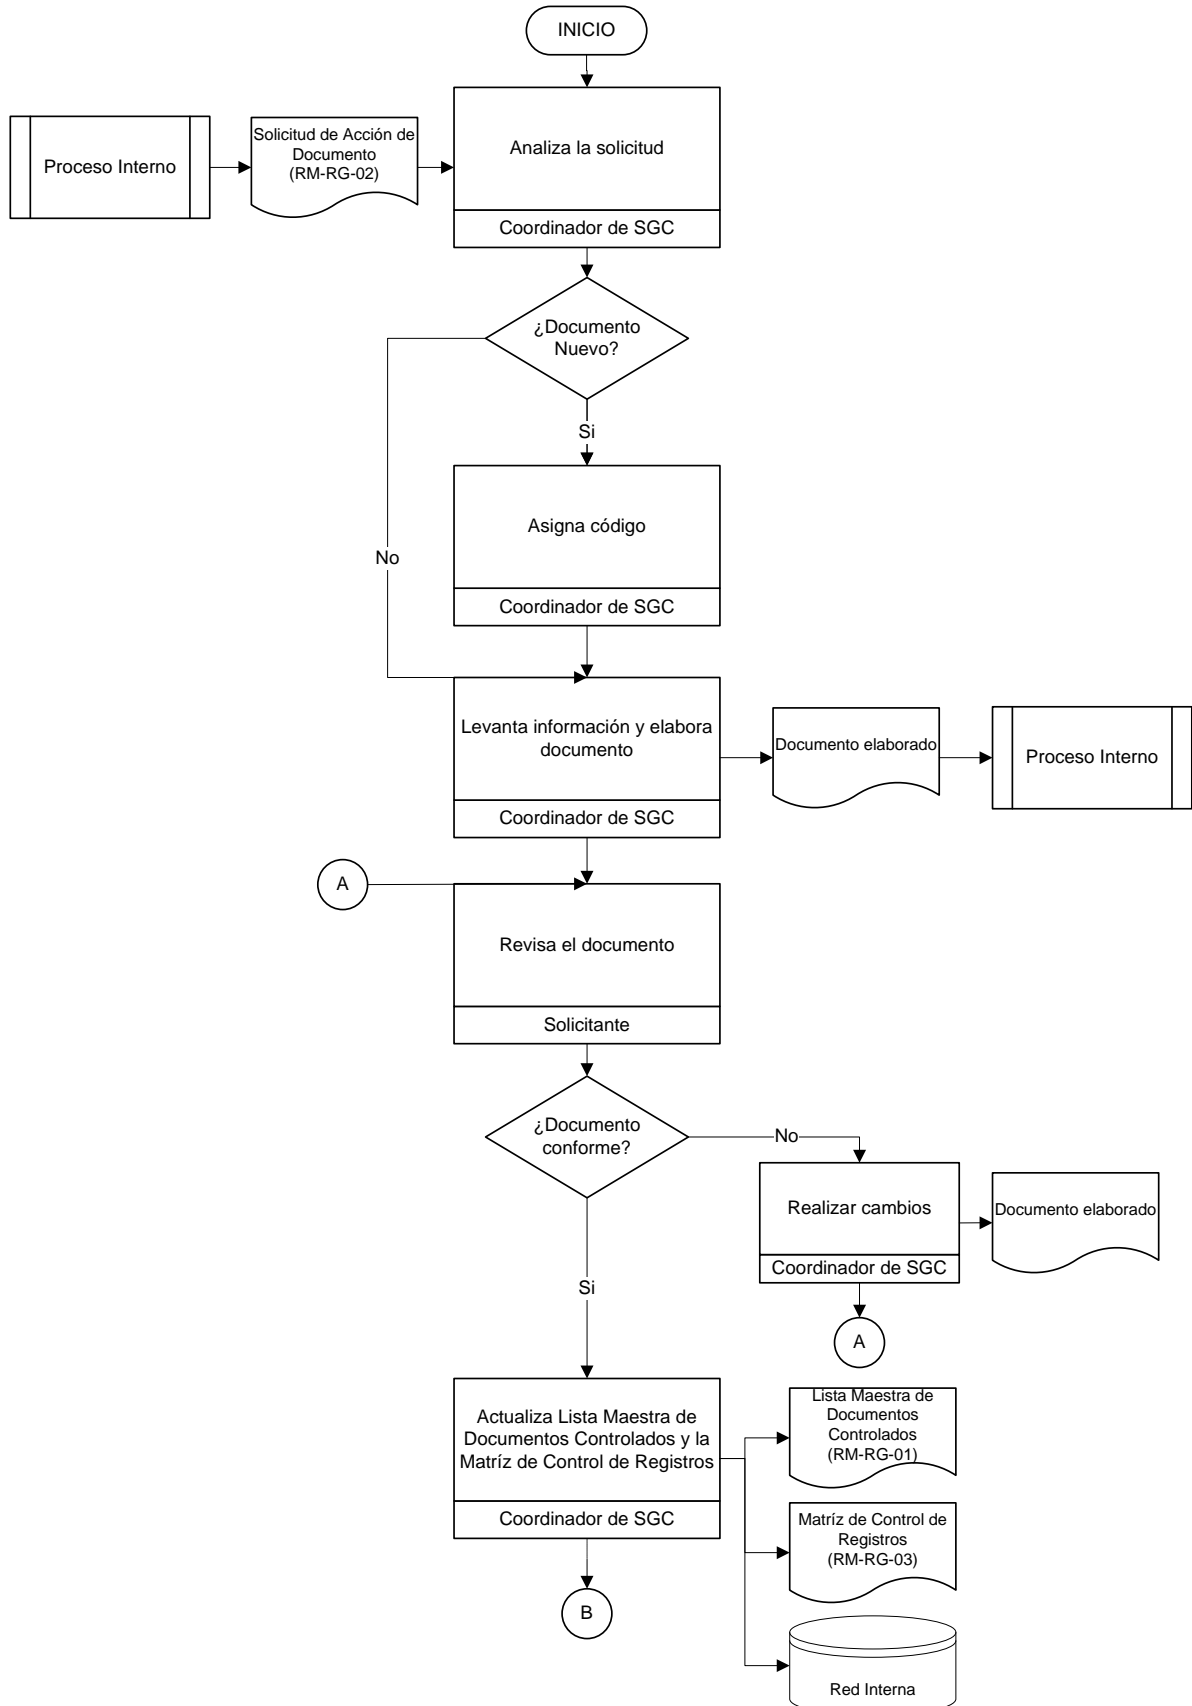 INICIO
Proceso Interno
Solicitud de Acción de
Documento
(RM-RG-02)
Analiza la solicitud
Coordinador de SGC
¿Documento
Nuevo?
Si
No
Asigna código
Coordinador de SGC
Levanta información y elabora
documento
Coordinador de SGC
Documento elaborado
Proceso Interno
A
Revisa el documento
Solicitante
¿Documento
conforme?
No
Realizar cambios
Coordinador de SGC
Documento elaborado
A
Si
Actualiza Lista Maestra de
Documentos Controlados y la
Matríz de Control de Registros
Coordinador de SGC
Lista Maestra de
Documentos
Controlados
(RM-RG-01)
Matríz de Control de
Registros
(RM-RG-03)
B
Red Interna